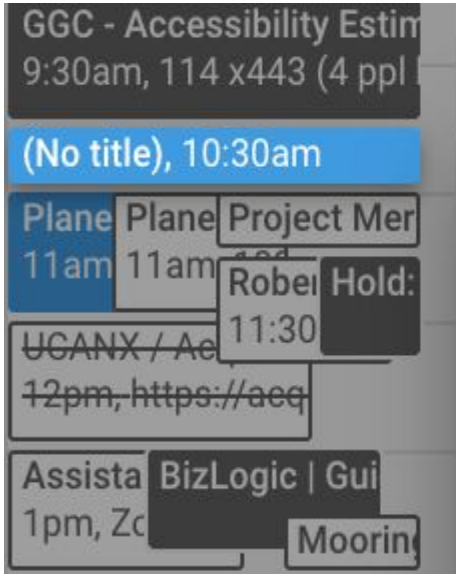 GGC - Accessibility Estim
9:30am, 114 x443 (4 ppl
(No title), 10:30am
Plane
11am
Plane
11am
Project Mer
Rober
11:30
Hold:
UCANX / Ac
12pm, https://acq
Assista
1pm, Zc
BizLogic | Gui
Mooring